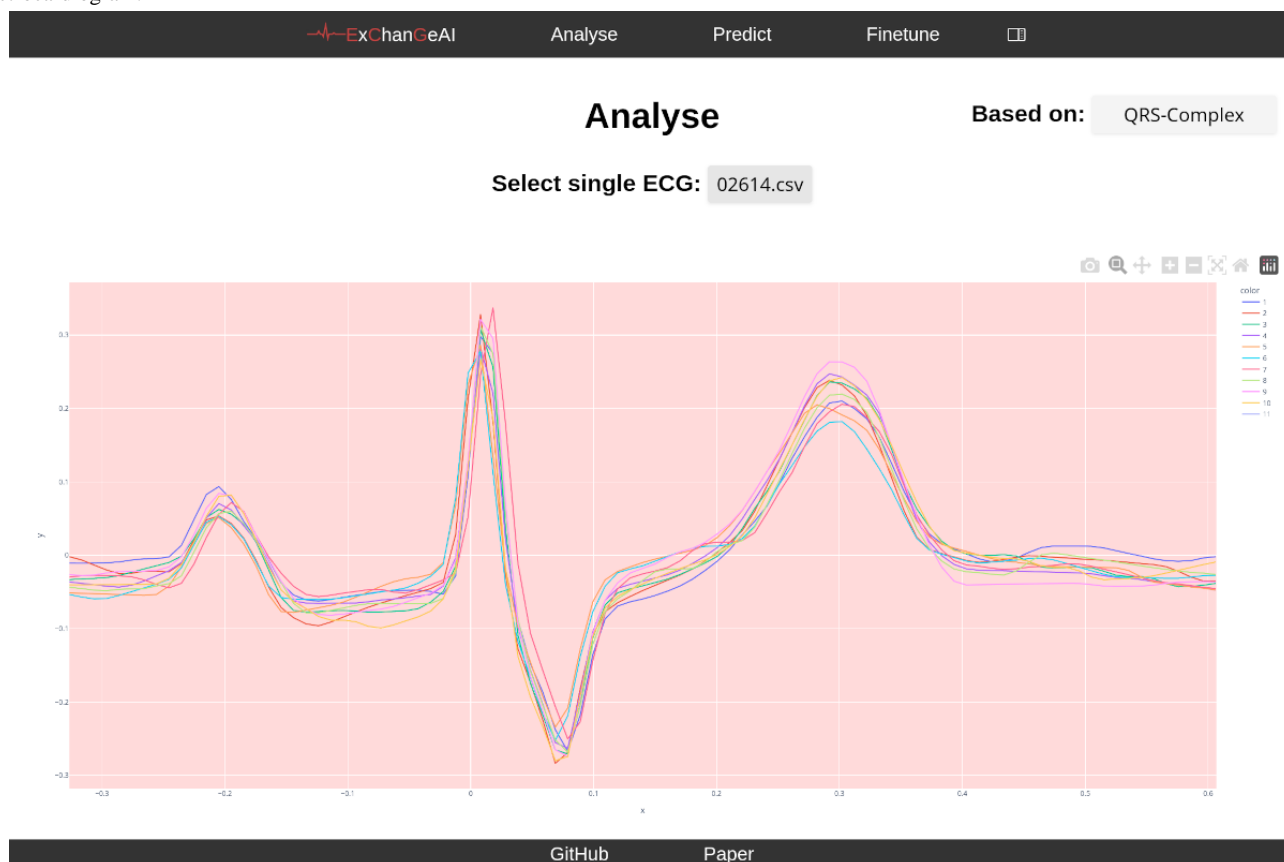 ExChanGeAI Analyse Predict Finetune
Analyse
Based on: QRS-Complex
Select single ECG: 02614.csv
color
1
2
3
4
5
6
7
8
9
10
11
0.3
0.2
0.1
0
−0.1
−0.2
−0.3
y
−0.3 −0.2 −0.1 0 0.1 0.2 0.3 0.4 0.5 0.6
x
GitHub Paper